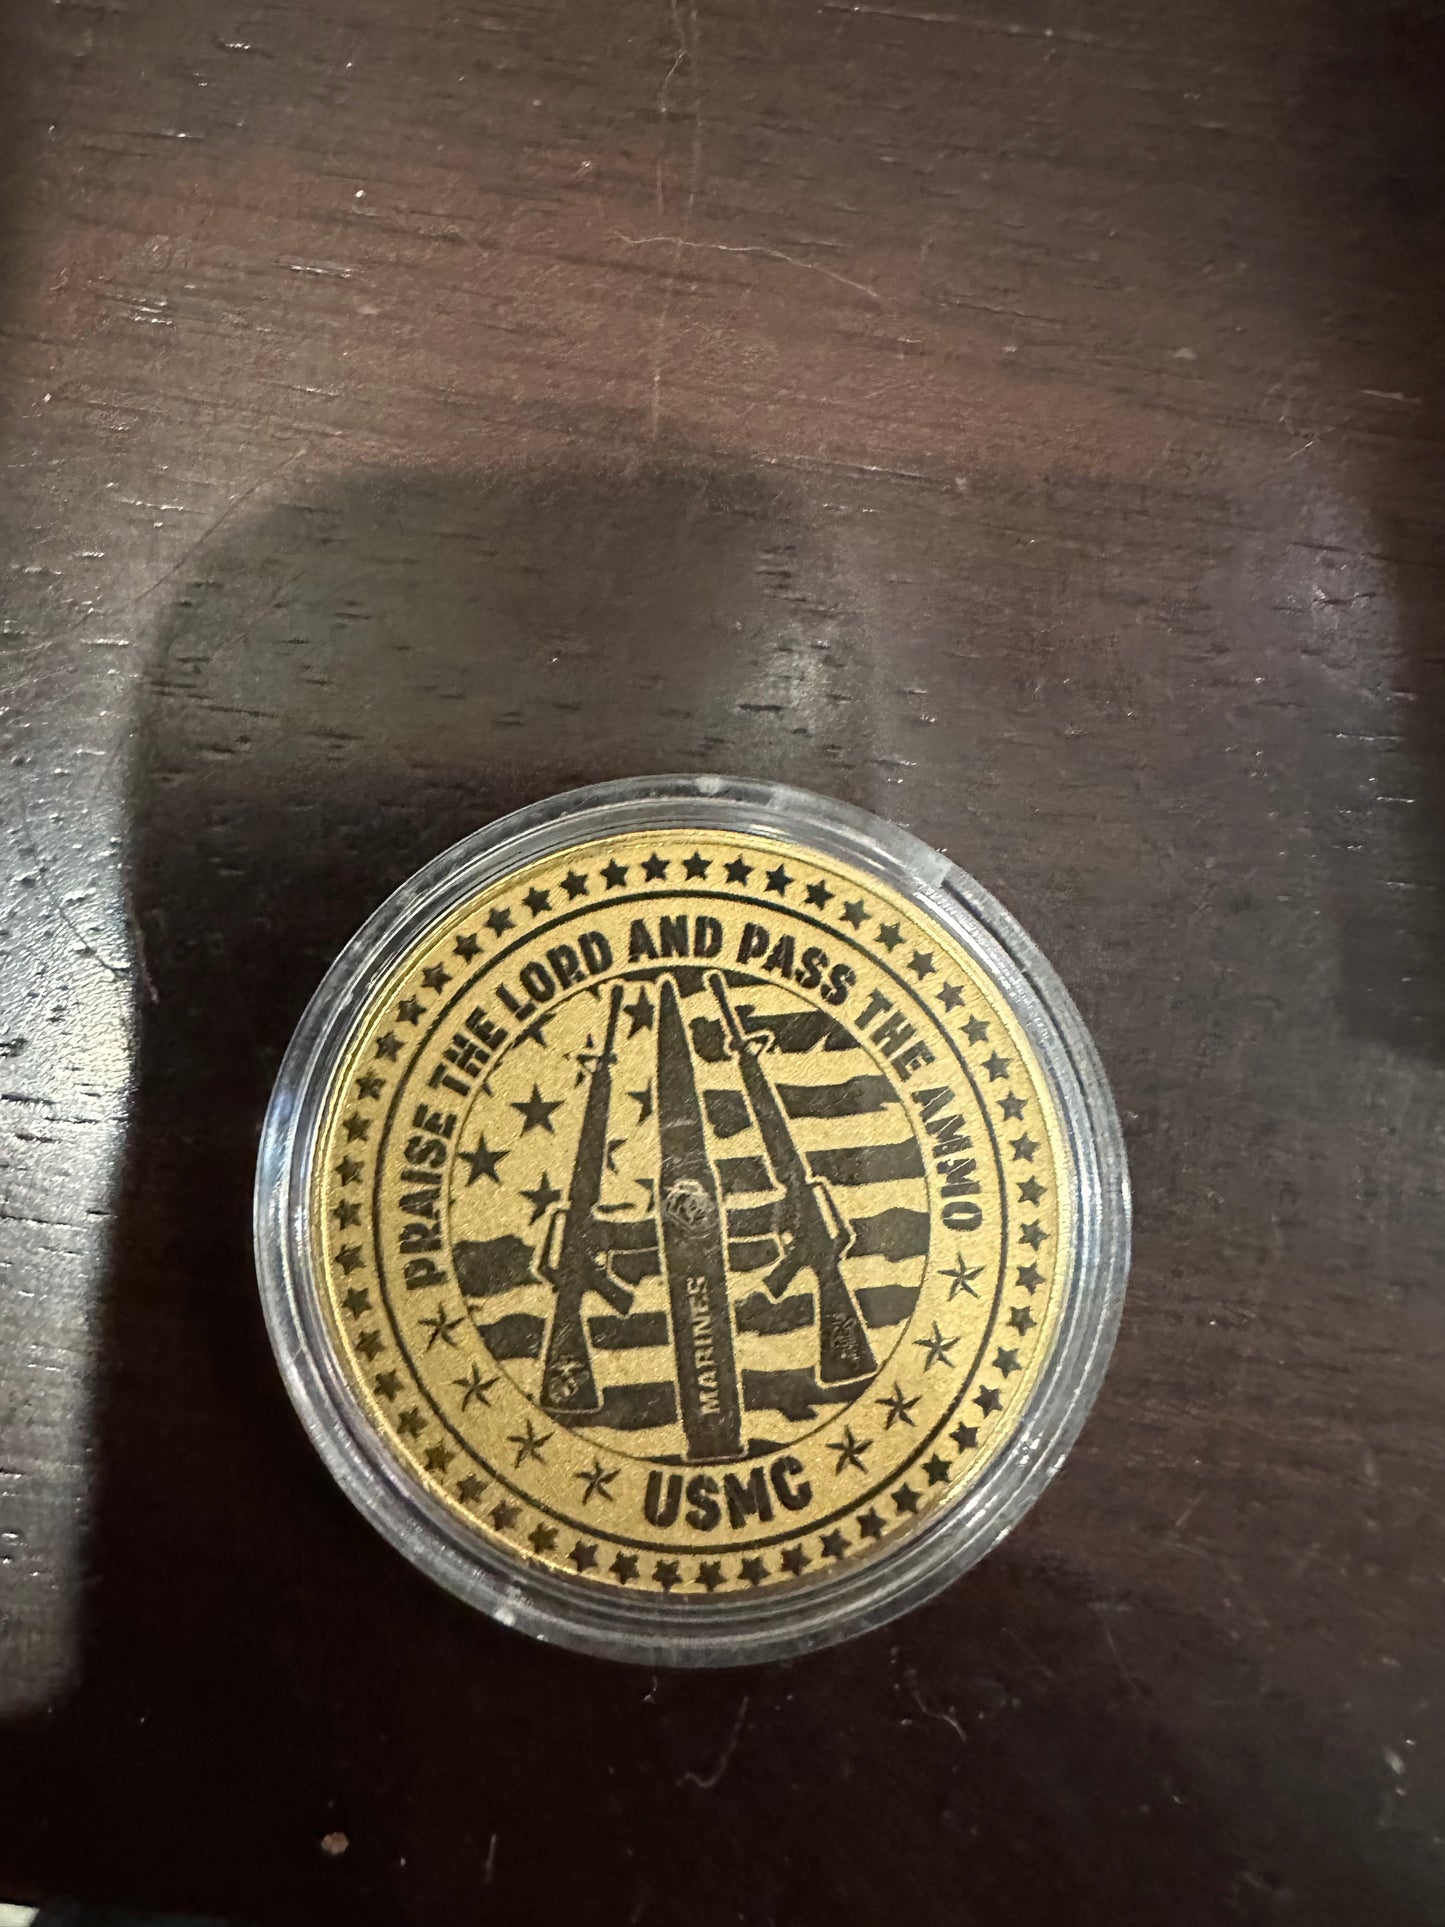 PRAISE THE LORD AND PASS THE AMMO
MARINES
USMC